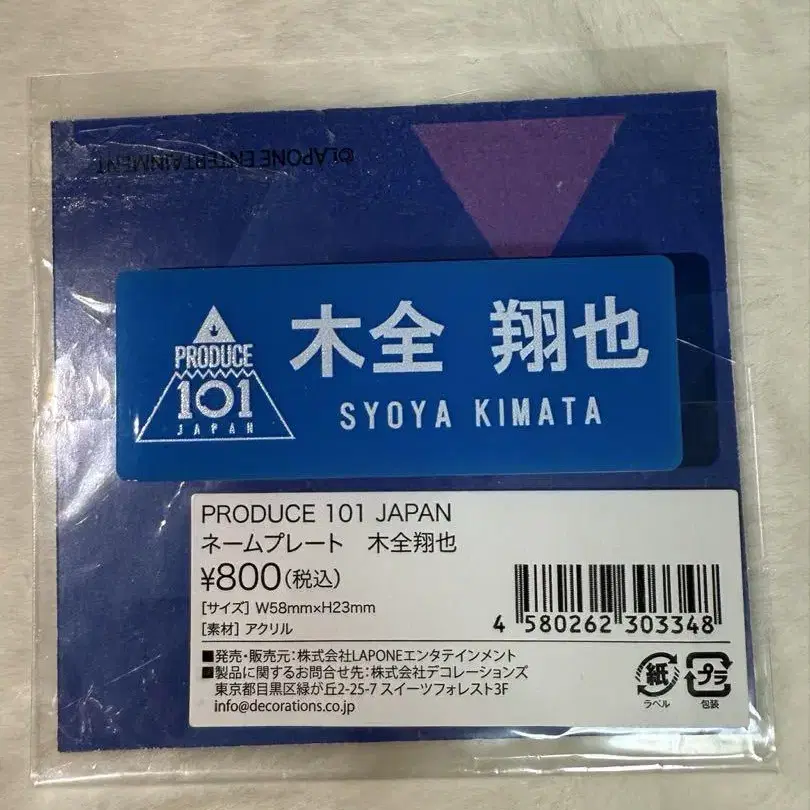 ©LAPONE ENTERTAINMENT
PRODUCE
101
JAPAN
木全 翔也
SYOYA KIMATA
PRODUCE 101 JAPAN
ネームプレート 木全翔也
¥800(税込)
[サイズ] W58mm×H23mm
[素材] アクリル
4 580262 303348
■発売・販売元:株式会社LAPONEエンタテインメント
■製品に関するお問合せ先:株式会社デコレーションズ
東京都目黒区緑が丘2-25-7 スイーツフォレスト3F
info@decorations.co.jp
紙
ラベル
プラ
包装